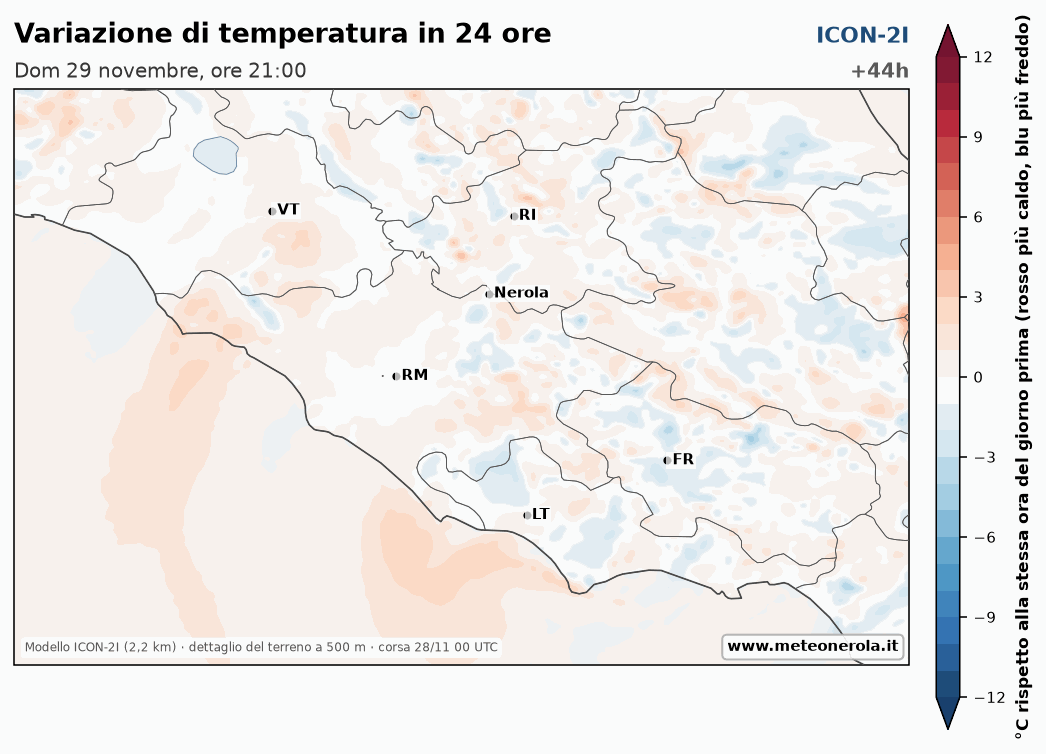 Variazione di temperatura in 24 ore
ICON-2I
Dom 29 novembre, ore 21:00
+44h
VT
RI
Nerola
RM
FR
LT
Modello ICON-2I (2,2 km) · dettaglio del terreno a 500 m · corsa 28/11 00 UTC
www.meteonerola.it
12
9
6
3
0
−3
−6
−9
−12
°C rispetto alla stessa ora del giorno prima (rosso più caldo, blu più freddo)